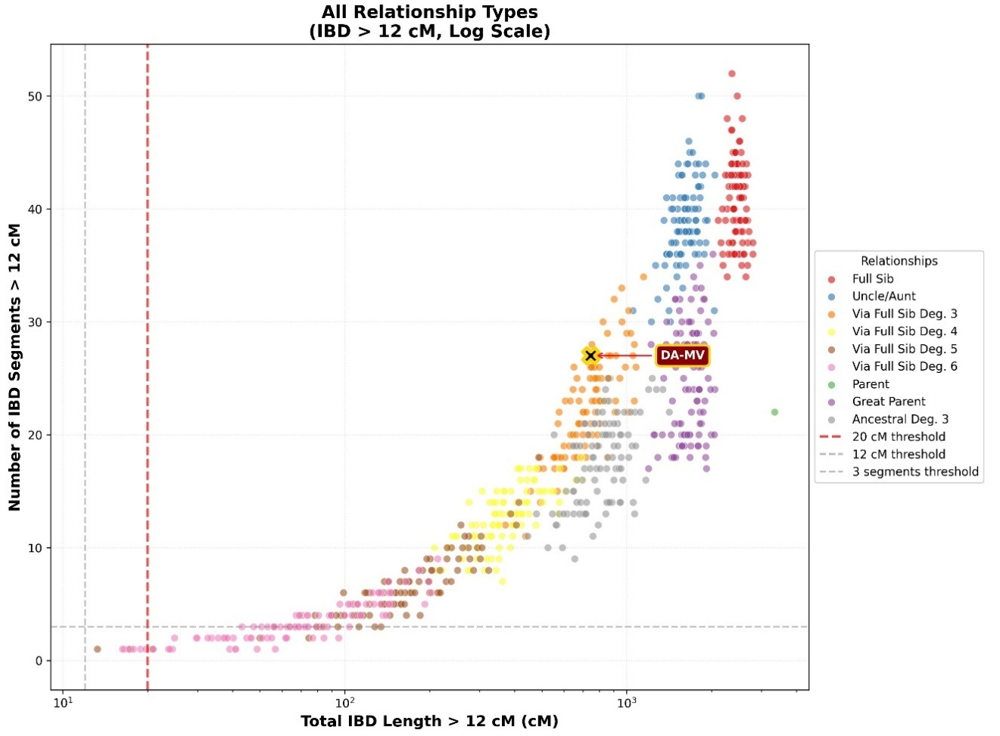 All Relationship Types
(IBD > 12 cM, Log Scale)
Number of IBD Segments > 12 cM
50
40
30
20
10
0
DA-MV
10¹
10²
10³
Total IBD Length > 12 cM (cM)
Relationships
Full Sib
Uncle/Aunt
Via Full Sib Deg. 3
Via Full Sib Deg. 4
Via Full Sib Deg. 5
Via Full Sib Deg. 6
Parent
Great Parent
Ancestral Deg. 3
20 cM threshold
12 cM threshold
3 segments threshold